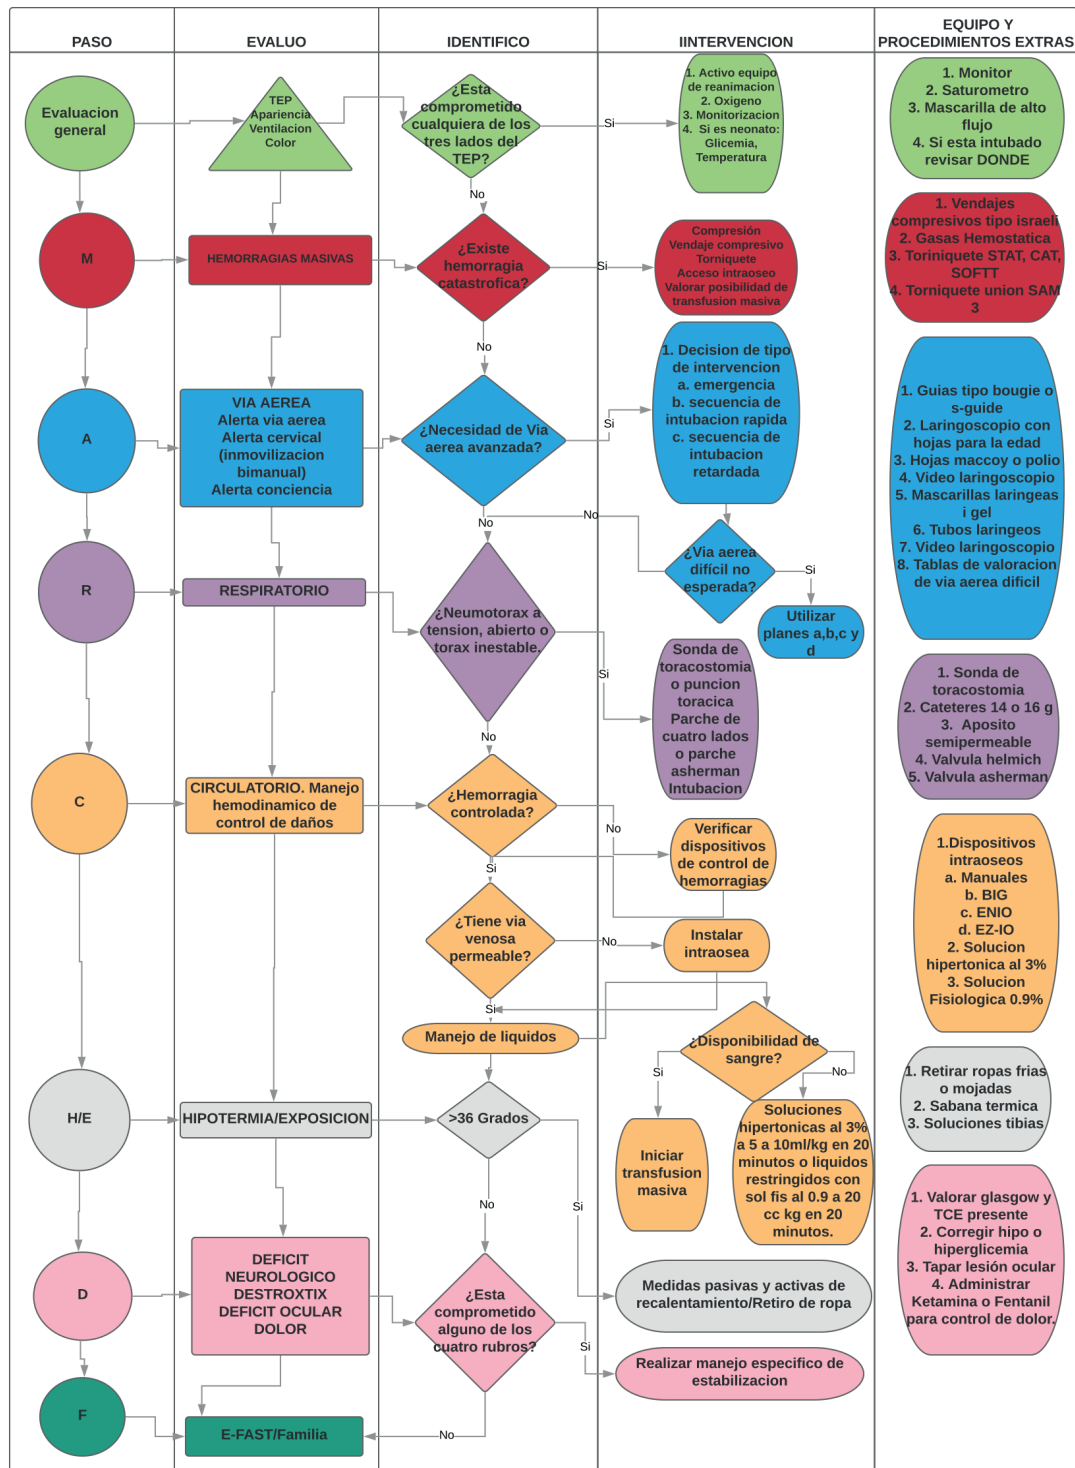 PASO
EVALUO
IDENTIFICO
IINTERVENCION
EQUIPO Y
PROCEDIMIENTOS EXTRAS
Evaluacion
general
TEP
Apariencia
Ventilacion
Color
¿Esta
comprometido
cualquiera de los
tres lados del
TEP?
Si
No
1. Activo equipo
de reanimacion
2. Oxigeno
3. Monitorizacion
4. Si es neonato:
Glicemia,
Temperatura
1. Monitor
2. Saturometro
3. Mascarilla de alto
flujo
4. Si esta intubado
revisar DONDE
M
HEMORRAGIAS MASIVAS
¿Existe
hemorragia
catastrofica?
Si
No
Compresión
Vendaje compresivo
Torniquete
Acceso intraoseo
Valorar posibilidad de
transfusion masiva
1. Vendajes
compresivos tipo israeli
2. Gasas Hemostatica
3. Toriniquete STAT, CAT,
SOFTT
4. Torniquete union SAM
3
A
VIA AEREA
Alerta via aerea
Alerta cervical
(inmovilizacion
bimanual)
Alerta conciencia
¿Necesidad de Via
aerea avanzada?
Si
No
1. Decision de tipo
de intervencion
a. emergencia
b. secuencia de
intubacion rapida
c. secuencia de
intubacion
retardada
No
¿Via aerea
difícil no
esperada?
Si
Utilizar
planes a,b,c y
d
1. Guias tipo bougie o
s-guide
2. Laringoscopio con
hojas para la edad
3. Hojas maccoy o polio
4. Video laringoscopio
5. Mascarillas laringeas
i gel
6. Tubos laringeos
7. Video laringoscopio
8. Tablas de valoracion
de via aerea dificil
R
RESPIRATORIO
¿Neumotorax a
tension, abierto o
torax inestable.
Si
No
Sonda de
toracostomia
o puncion
toracica
Parche de
cuatro lados
o parche
asherman
Intubacion
1. Sonda de
toracostomia
2. Cateteres 14 o 16 g
3. Aposito
semipermeable
4. Valvula helmich
5. Valvula asherman
C
CIRCULATORIO. Manejo
hemodinamico de
control de daños
¿Hemorragia
controlada?
No
Si
Verificar
dispositivos
de control de
hemorragias
¿Tiene via
venosa
permeable?
No
Si
Instalar
intraosea
Manejo de liquidos
¿Disponibilidad de
sangre?
Si
No
Iniciar
transfusion
masiva
Soluciones
hipertonicas al 3%
a 5 a 10ml/kg en 20
minutos o liquidos
restringidos con
sol fis al 0.9 a 20
cc kg en 20
minutos.
1.Dispositivos
intraoseos
a. Manuales
b. BIG
c. ENIO
d. EZ-IO
2. Solucion
hipertonica al 3%
3. Solucion
Fisiologica 0.9%
H/E
HIPOTERMIA/EXPOSICION
>36 Grados
No
Si
Medidas pasivas y activas de
recalentamiento/Retiro de ropa
1. Retirar ropas frias
o mojadas
2. Sabana termica
3. Soluciones tibias
D
DEFICIT
NEUROLOGICO
DESTROXTIX
DEFICIT OCULAR
DOLOR
¿Esta
comprometido
alguno de los
cuatro rubros?
Si
No
Realizar manejo especifico de
estabilizacion
1. Valorar glasgow y
TCE presente
2. Corregir hipo o
hiperglicemia
3. Tapar lesión ocular
4. Administrar
Ketamina o Fentanil
para control de dolor.
F
E-FAST/Familia